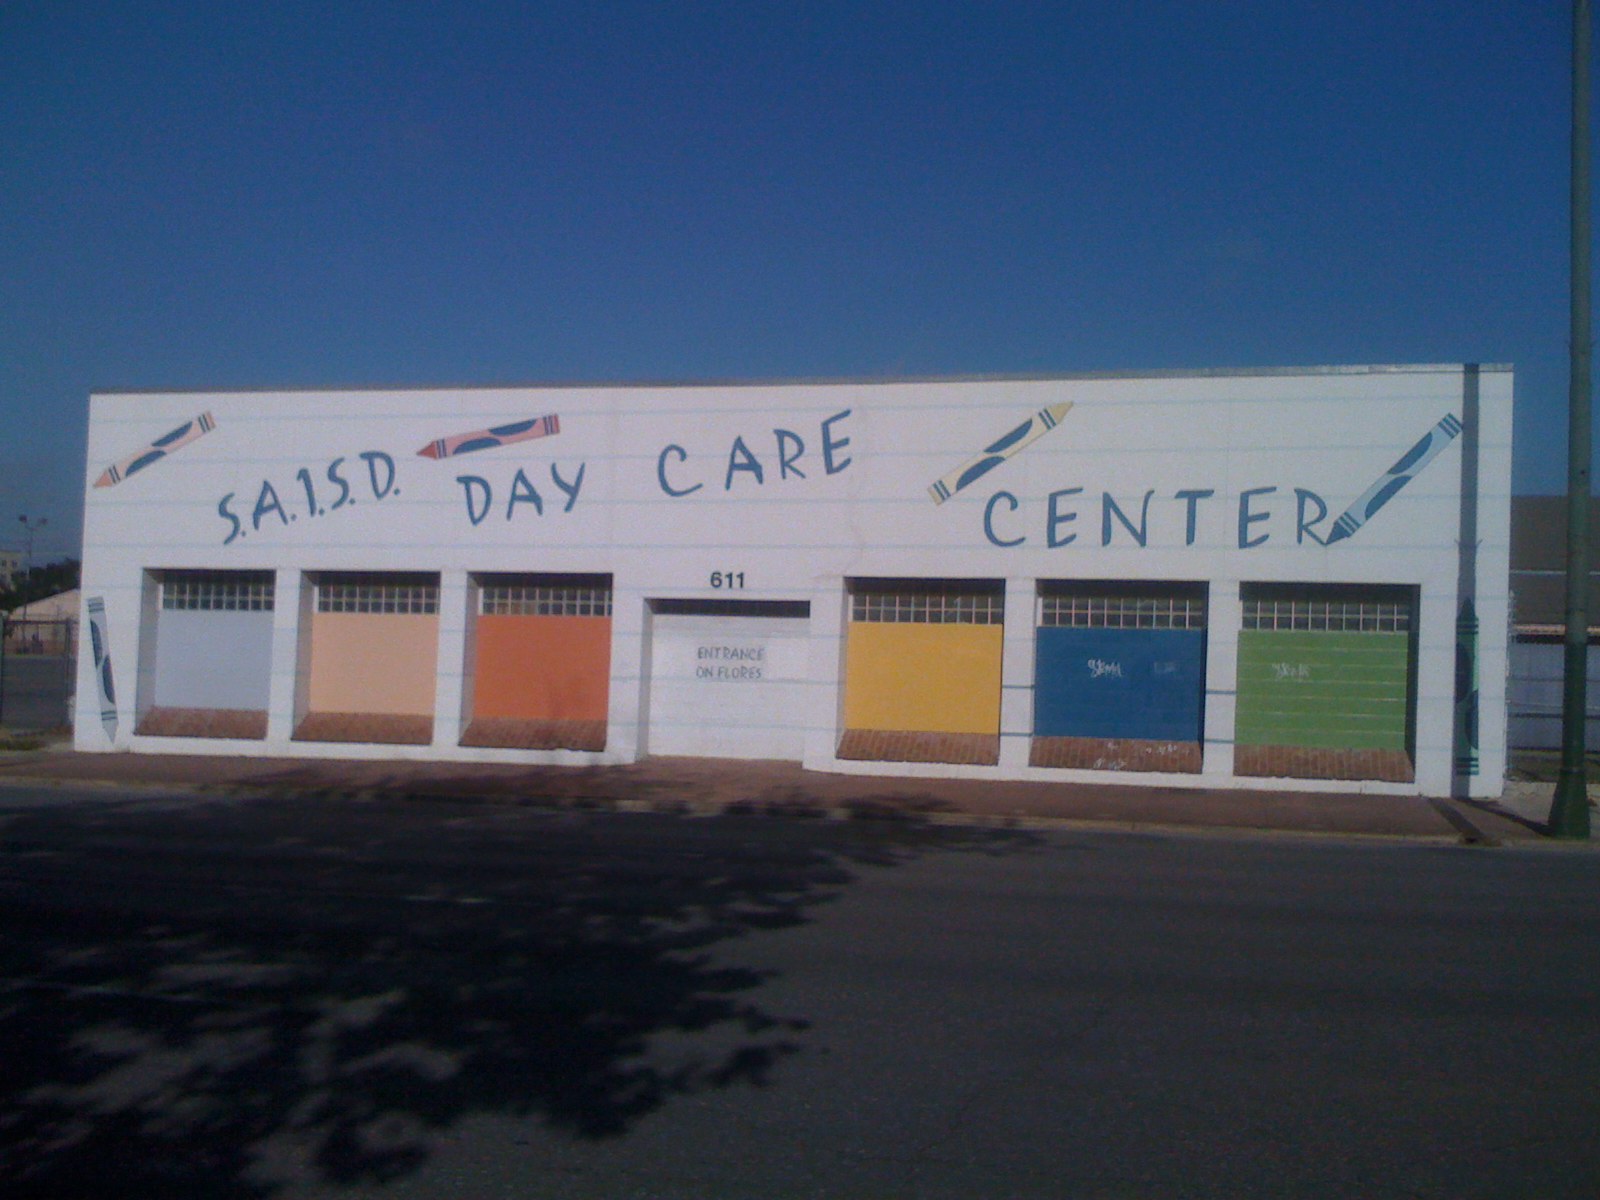 S.A.I.S.D. DAY CARE CENTER
611
ENTRANCE
ON FLORES